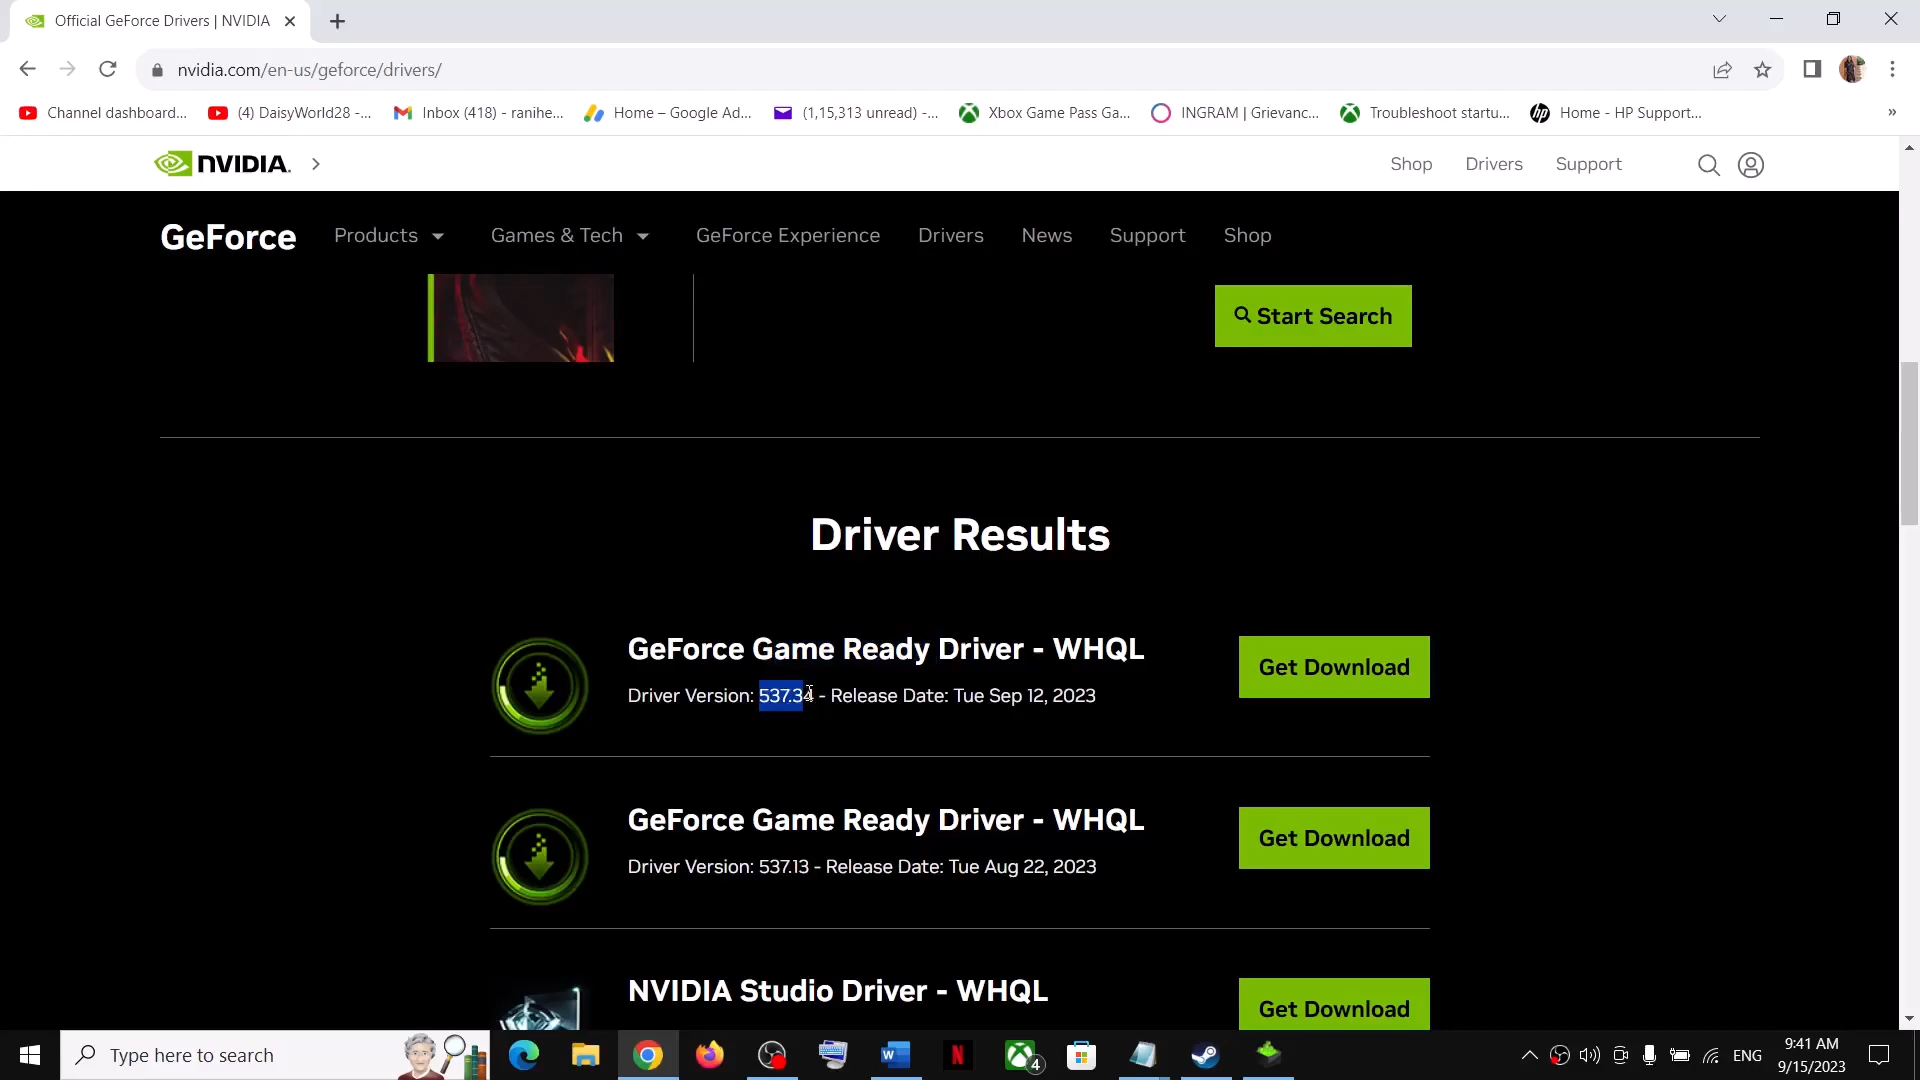 Official GeForce Drivers | NVIDIA
nvidia.com/en-us/geforce/drivers/
Channel dashboard...
(4) DaisyWorld28 -...
Inbox (418) - ranihe...
Home – Google Ad...
(1,15,313 unread) -...
Xbox Game Pass Ga...
INGRAM | Grievanc...
Troubleshoot startu...
Home - HP Support...
»
NVIDIA.
Shop
Drivers
Support
GeForce
Products
Games & Tech
GeForce Experience
Drivers
News
Support
Shop
Start Search
Driver Results
GeForce Game Ready Driver - WHQL
Driver Version: 537.34 - Release Date: Tue Sep 12, 2023
Get Download
GeForce Game Ready Driver - WHQL
Driver Version: 537.13 - Release Date: Tue Aug 22, 2023
Get Download
NVIDIA Studio Driver - WHQL
Get Download
Type here to search
W
N
4
ENG
9:41 AM
9/15/2023